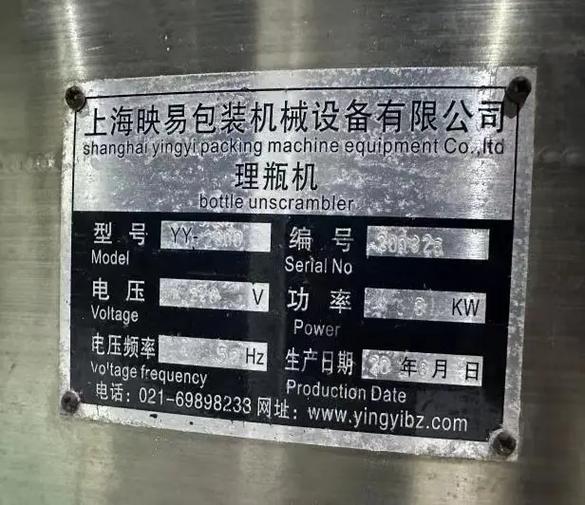 上海映易包装机械设备有限公司
shanghai yingyi packing machine equipment Co.,ltd
理瓶机
bottle unscrambler
型号 YY- 编号
Model Serial No
电压 V 功率 KW
Voltage Power
电压频率 Hz 生产日期 20 年 月 日
Voltage frequency Production Date
电话：021-69898233 网址：www.yingyibz.com